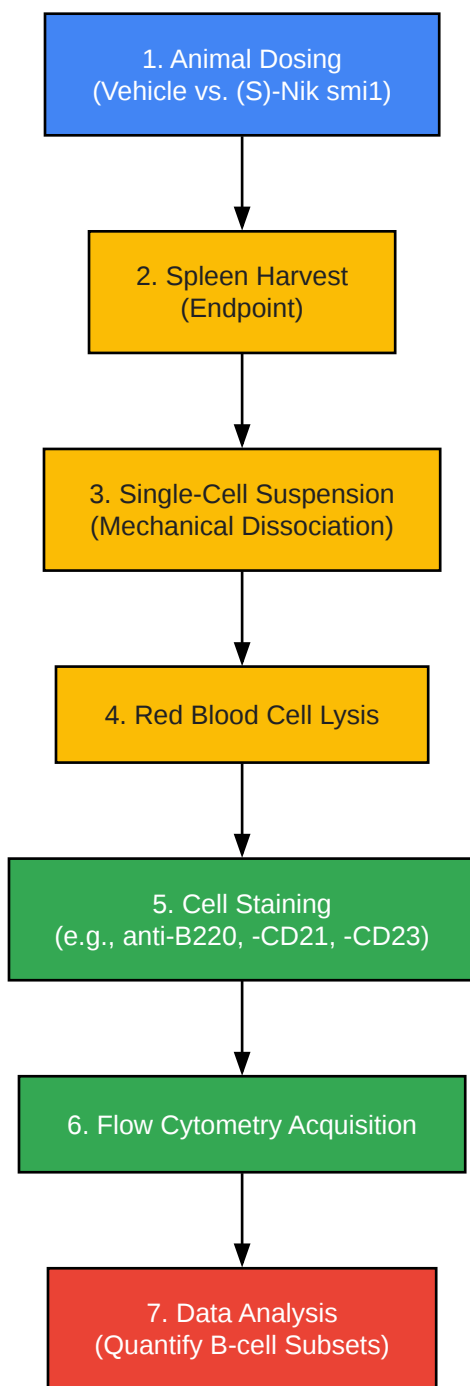 1. Animal Dosing
(Vehicle vs. (S)-Nik smi1)
2. Spleen Harvest
(Endpoint)
3. Single-Cell Suspension
(Mechanical Dissociation)
4. Red Blood Cell Lysis
5. Cell Staining
(e.g., anti-B220, -CD21, -CD23)
6. Flow Cytometry Acquisition
7. Data Analysis
(Quantify B-cell Subsets)